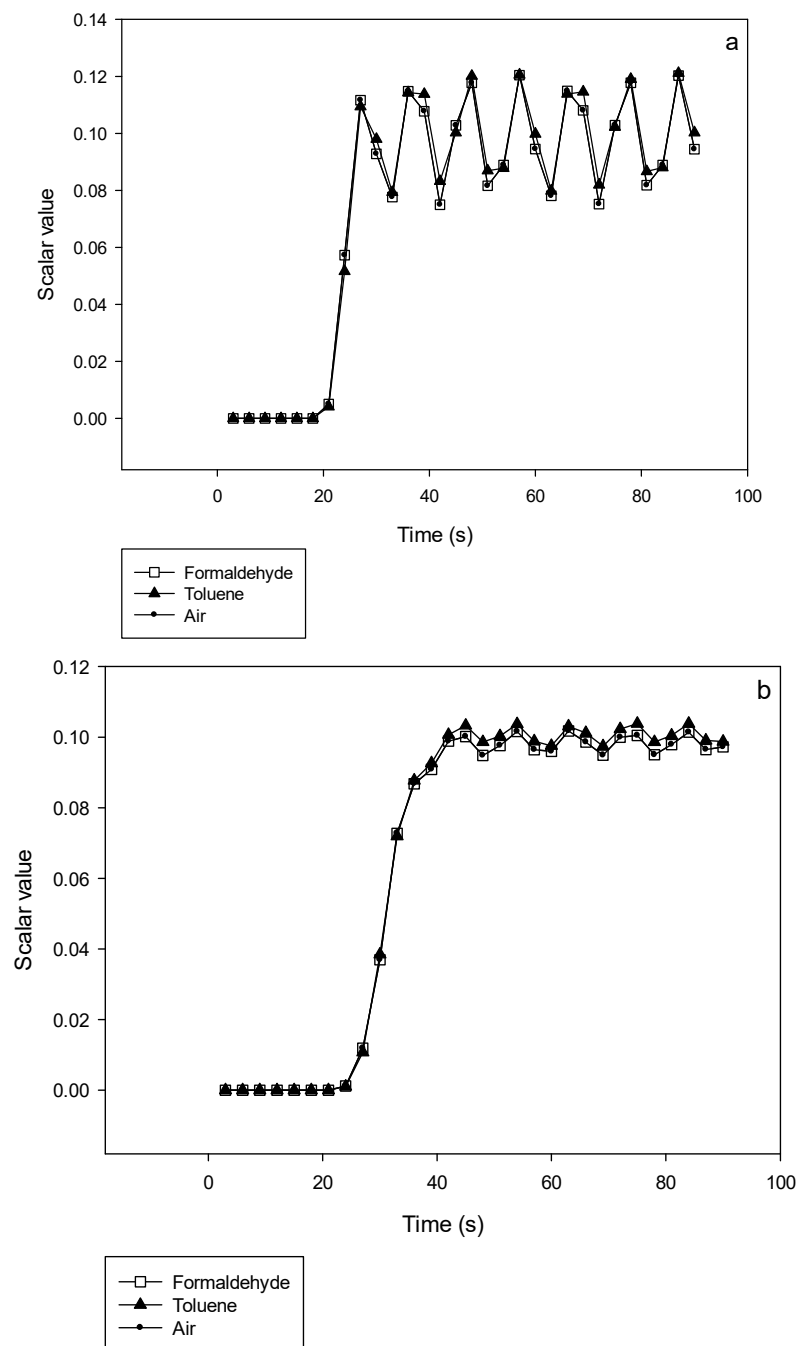 a
0.14
0.12
0.10
0.08
0.06
0.04
0.02
0.00
Scalar value
0 20 40 60 80 100
Time (s)
Formaldehyde
Toluene
Air
b
0.12
0.10
0.08
0.06
0.04
0.02
0.00
Scalar value
0 20 40 60 80 100
Time (s)
Formaldehyde
Toluene
Air